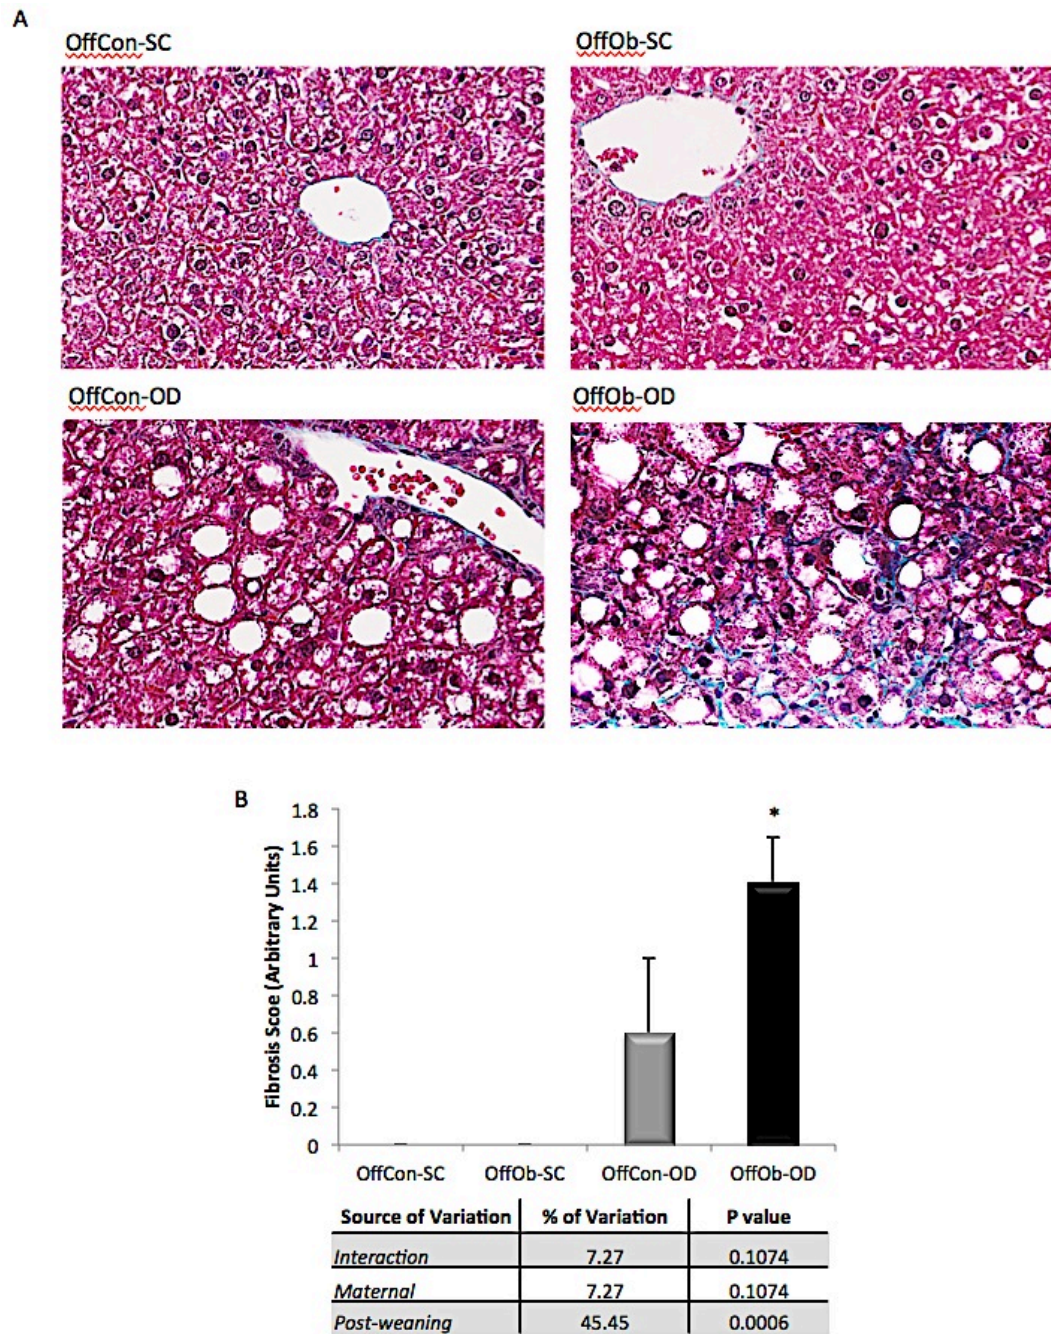 A
OffCon-SC
OffOb-SC
OffCon-OD
OffOb-OD
B
Fibrosis Scoe (Arbitrary Units)
1.8
1.6
1.4
1.2
1
0.8
0.6
0.4
0.2
0
*
OffCon-SC OffOb-SC OffCon-OD OffOb-OD
Source of Variation % of Variation P value
Interaction 7.27 0.1074
Maternal 7.27 0.1074
Post-weaning 45.45 0.0006